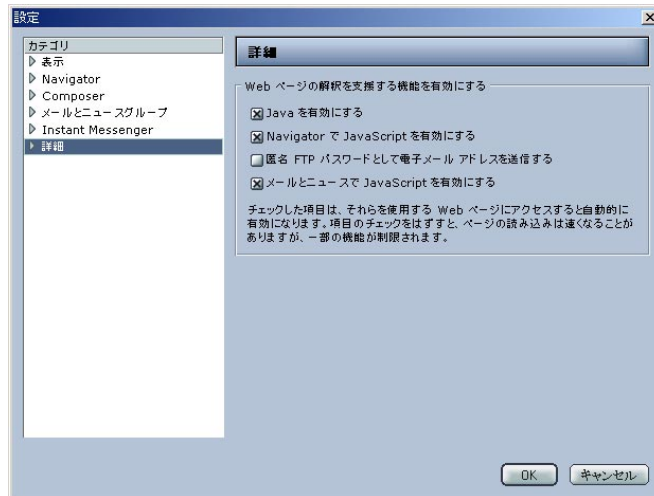 設定
カテゴリ
表示
Navigator
Composer
メールとニュースグループ
Instant Messenger
詳細
詳細
Web ページの解釈を支援する機能を有効にする
Java を有効にする
Navigator で JavaScript を有効にする
匿名 FTP パスワードとして電子メール アドレスを送信する
メールとニュースで JavaScript を有効にする
チェックした項目は、それらを使用する Web ページにアクセスすると自動的に
有効になります。項目のチェックをはずすと、ページの読み込みは速くなることが
ありますが、一部の機能が制限されます。
OK
キャンセル